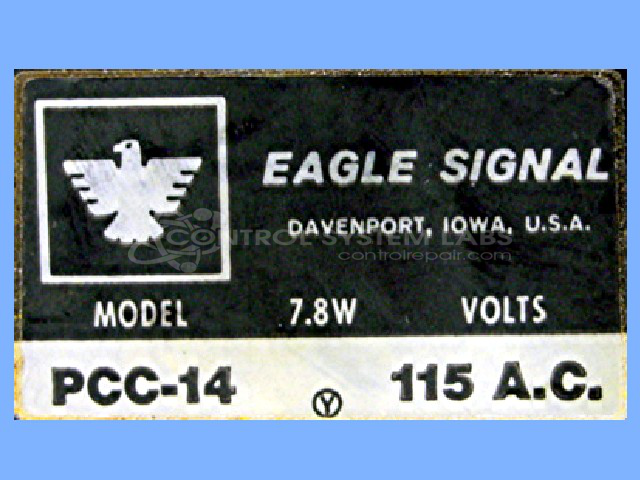 EAGLE SIGNAL
DAVENPORT, IOWA, U.S.A.
CONTROL SYSTEM LABS
controlrepair.com
MODEL 7.8W VOLTS
PCC-14 Y 115 A.C.